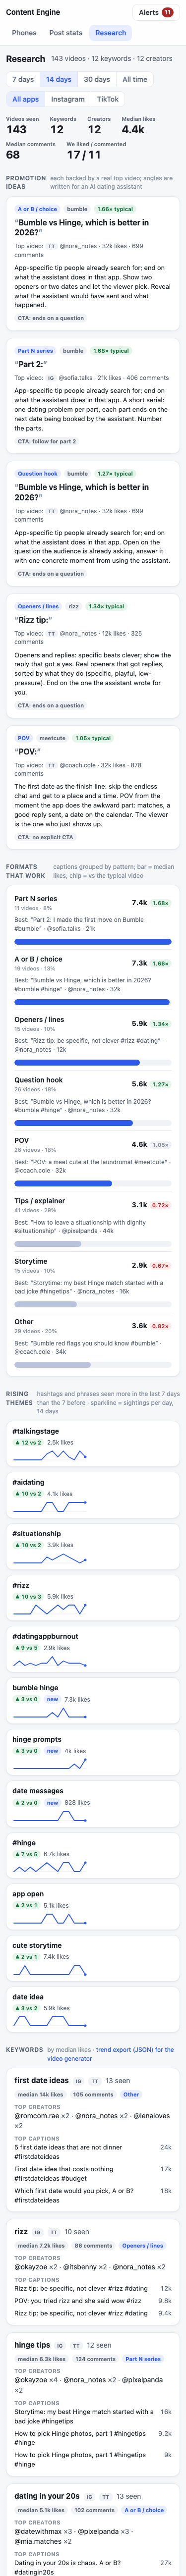 Content Engine
Alerts 11
Phones Post stats Research
Research 143 videos · 12 keywords · 12 creators
7 days 14 days 30 days All time
All apps Instagram TikTok
Videos seen Keywords Creators Median likes
143 12 12 4.4k
Median comments We liked / commented
68 17 / 11
PROMOTION IDEAS each backed by a real top video; angles are written for an AI dating assistant
A or B / choice bumble 1.66× typical
"Bumble vs Hinge, which is better in 2026?"
Top video: TT @nora_notes · 32k likes · 699 comments
App-specific tip people already search for; end on what the assistant does in that app. Show two openers side by side and let the viewer pick. Reveal what the assistant would have sent and what happened.
CTA: ends on a question
Part N series bumble 1.68× typical
"Part 2:"
Top video: IG @sofia.talks · 21k likes · 406 comments
App-specific tip people already search for; end on what the assistant does in that app. A short serial: one dating problem in two or three parts, each part ends on the next date being booked by the assistant. Number the parts.
CTA: follow for part 2
Question hook bumble 1.27× typical
"Bumble vs Hinge, which is better in 2026?"
Top video: TT @nora_notes · 32k likes · 699 comments
App-specific tip people already search for; end on what the assistant does in that app. Open on the exact question singles are already asking, answer it with one concrete moment from using the assistant.
CTA: ends on a question
Openers / lines rizz 1.34× typical
"Rizz tip:"
Top video: TT @nora_notes · 12k likes · 325 comments
Openers and replies: specific beats clever; show the reply that got a yes. Real openers that got replies, sorted by what they do (specific, playful, low-pressure). End on the one the assistant wrote for you.
CTA: ends on a question
POV meetcute 1.05× typical
"POV:"
Top video: TT @coach.cole · 32k likes · 878 comments
The first date as the finish line: skip the endless chat and get to a place and a time. POV from the moment it stops being the awkward part: matches, a good reply sent, a date on the calendar. The viewer is the one who just shows up.
CTA: no explicit CTA
FORMATS THAT WORK captions grouped by pattern; bar = median likes, chip = vs the typical video
Part N series 7.4k 1.68×
11 videos · 8%
Best: "Part 2: I made the first move on Bumble #bumble" · @sofia.talks · 21k
A or B / choice 7.3k 1.66×
19 videos · 13%
Best: "Bumble vs Hinge, which is better in 2026? #bumble #hinge" · @nora_notes · 32k
Openers / lines 5.9k 1.34×
15 videos · 10%
Best: "Rizz tip: be specific, not clever #rizz #dating" · @nora_notes · 12k
Question hook 5.6k 1.27×
26 videos · 18%
Best: "Bumble vs Hinge, which is better in 2026? #bumble #hinge" · @nora_notes · 32k
POV 4.6k 1.05×
26 videos · 18%
Best: "POV: a meet cute at the laundromat #meetcute" · @coach.cole · 32k
Tips / explainer 3.1k 0.72×
41 videos · 29%
Best: "How to leave a situationship with dignity #situationship" · @pixelpanda · 44k
Storytime 2.9k 0.67×
15 videos · 10%
Best: "Storytime: my best Hinge match started with a bad joke #hingetips" · @nora_notes · 16k
Other 3.6k 0.82×
29 videos · 20%
Best: "Bumble red flags you should know #bumble" · @coach.cole · 34k
RISING THEMES hashtags and phrases seen more in the last 7 days than the 7 before · sparkline = sightings per day, 14 days
#talkingstage
▲ 12 vs 2 2.5k likes
#aidating
▲ 10 vs 2 4.1k likes
#situationship
▲ 10 vs 2 3.9k likes
#rizz
▲ 10 vs 3 5.9k likes
#datingappburnout
▲ 9 vs 5 2.9k likes
bumble hinge
▲ 3 vs 0 new 7.3k likes
hinge prompts
▲ 3 vs 0 new 4k likes
date messages
▲ 2 vs 0 new 828 likes
#hinge
▲ 7 vs 5 6.7k likes
app open
▲ 2 vs 1 5.1k likes
cute storytime
▲ 2 vs 1 7.4k likes
date idea
▲ 3 vs 2 5.9k likes
KEYWORDS by median likes · trend export (JSON) for the video generator
first date ideas IG TT 13 seen
median 14k likes 105 comments Other
TOP CREATORS
@romcom.rae ×2 · @nora_notes ×2 · @lenaloves ×2
TOP CAPTIONS
5 first date ideas that are not dinner #firstdateideas 24k
First date idea that costs nothing #firstdateideas #budget 17k
Which first date would you pick, A or B? #firstdateideas 18k
rizz IG TT 10 seen
median 7.2k likes 86 comments Openers / lines
TOP CREATORS
@okayzoe ×2 · @itsbenny ×2 · @nora_notes ×2
TOP CAPTIONS
Rizz tip: be specific, not clever #rizz #dating 12k
POV: you tried rizz and she said wow #rizz 9.8k
Rizz tip: be specific, not clever #rizz #dating 9.4k
hinge tips IG TT 12 seen
median 6.3k likes 124 comments Part N series
TOP CREATORS
@okayzoe ×4 · @nora_notes ×2 · @pixelpanda ×2
TOP CAPTIONS
Storytime: my best Hinge match started with a bad joke #hingetips 16k
How to pick Hinge photos, part 1 #hingetips #hinge 9.2k
How to pick Hinge photos, part 1 #hingetips #hinge 9k
dating in your 20s IG TT 13 seen
median 5.1k likes 102 comments A or B / choice
TOP CREATORS
@datewithmax ×3 · @pixelpanda ×3 · @mia.matches ×2
TOP CAPTIONS
Dating in your 20s is chaos. A or B? #datingin20s 27k